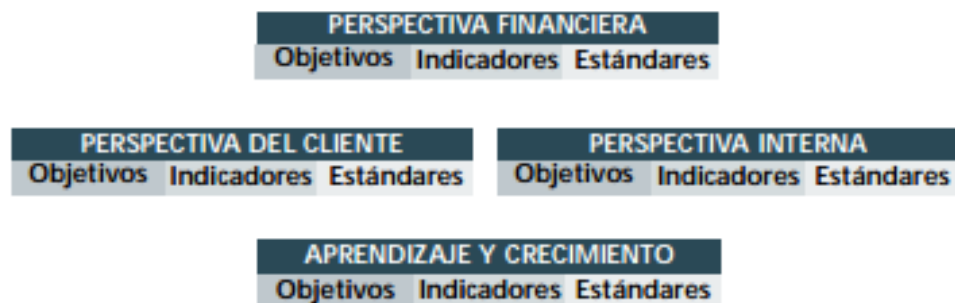 PERSPECTIVA FINANCIERA
Objetivos Indicadores Estándares
PERSPECTIVA DEL CLIENTE
Objetivos Indicadores Estándares
PERSPECTIVA INTERNA
Objetivos Indicadores Estándares
APRENDIZAJE Y CRECIMIENTO
Objetivos Indicadores Estándares